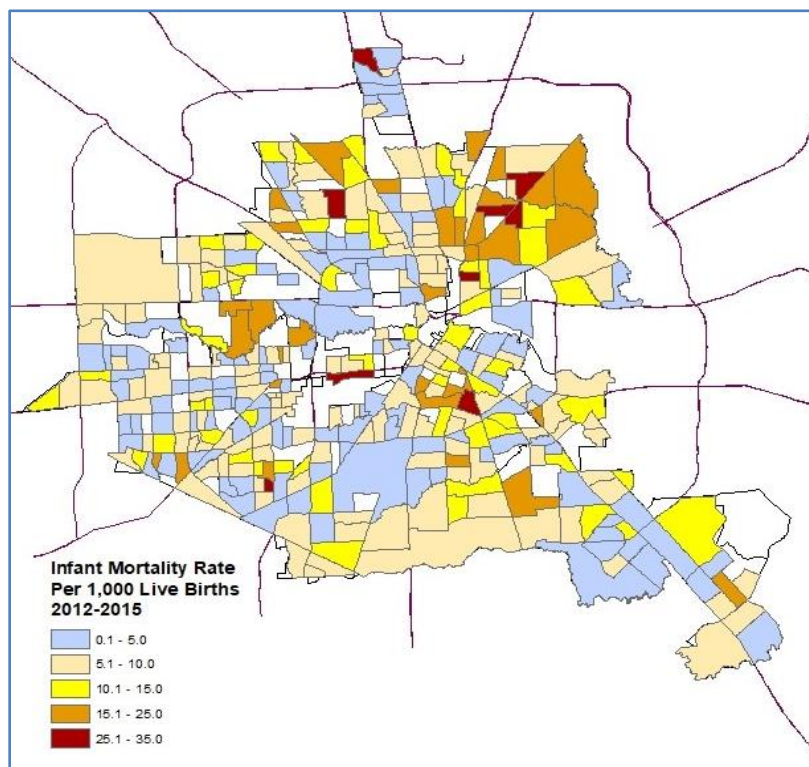 Infant Mortality Rate
Per 1,000 Live Births
2012-2015
0.1 - 5.0
5.1 - 10.0
10.1 - 15.0
15.1 - 25.0
25.1 - 35.0